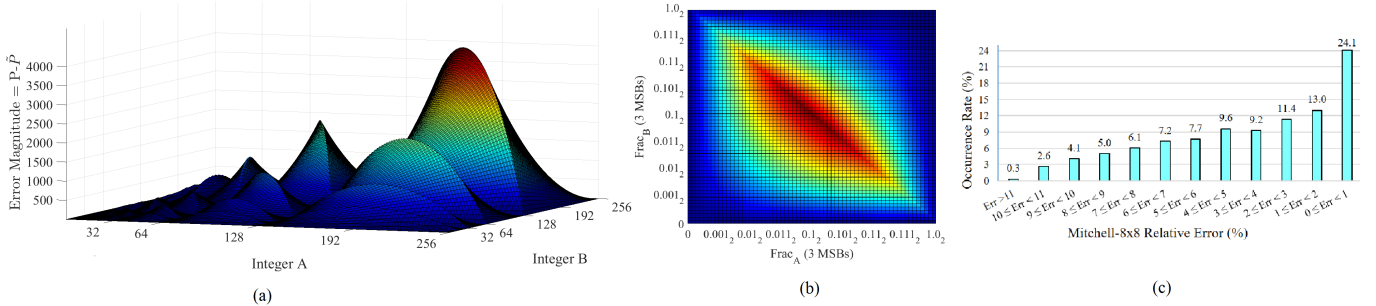 Error Magnitude = P-P̃
4000
3500
3000
2500
2000
1500
1000
500
32
64
128
192
256
Integer A
32
64
128
192
256
Integer B
(a)
Frac_B (3 MSBs)
1.0₂
0.111₂
0.11₂
0.101₂
0.1₂
0.011₂
0.01₂
0.001₂
0
0 0.001₂ 0.01₂ 0.011₂ 0.1₂ 0.101₂ 0.11₂ 0.111₂ 1.0₂
Frac_A (3 MSBs)
(b)
Occurrence Rate (%)
24
21
18
15
12
9
6
3
0
0.3 2.6 4.1 5.0 6.1 7.2 7.7 9.6 9.2 11.4 13.0 24.1
Err >11
10 ≤ Err < 11
9 ≤ Err < 10
8 ≤ Err < 9
7 ≤ Err < 8
6 ≤ Err < 7
5 ≤ Err < 6
4 ≤ Err < 5
3 ≤ Err < 4
2 ≤ Err < 3
1 ≤ Err < 2
0 ≤ Err < 1
Mitchell-8x8 Relative Error (%)
(c)